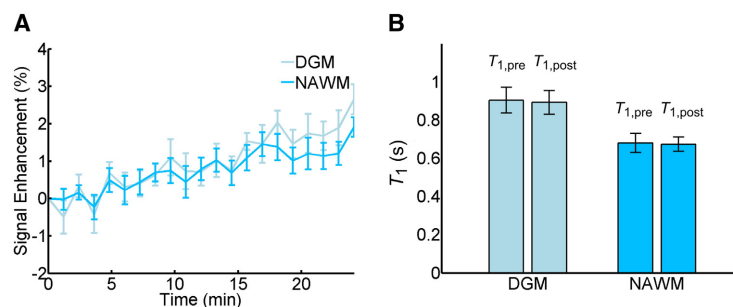 A
Signal Enhancement (%)
4
3
2
1
0
-1
-2
DGM
NAWM
0
5
10
15
20
Time (min)
B
T1 (s)
1
0.8
0.6
0.4
0.2
0
T1,pre T1,post
T1,pre T1,post
DGM
NAWM